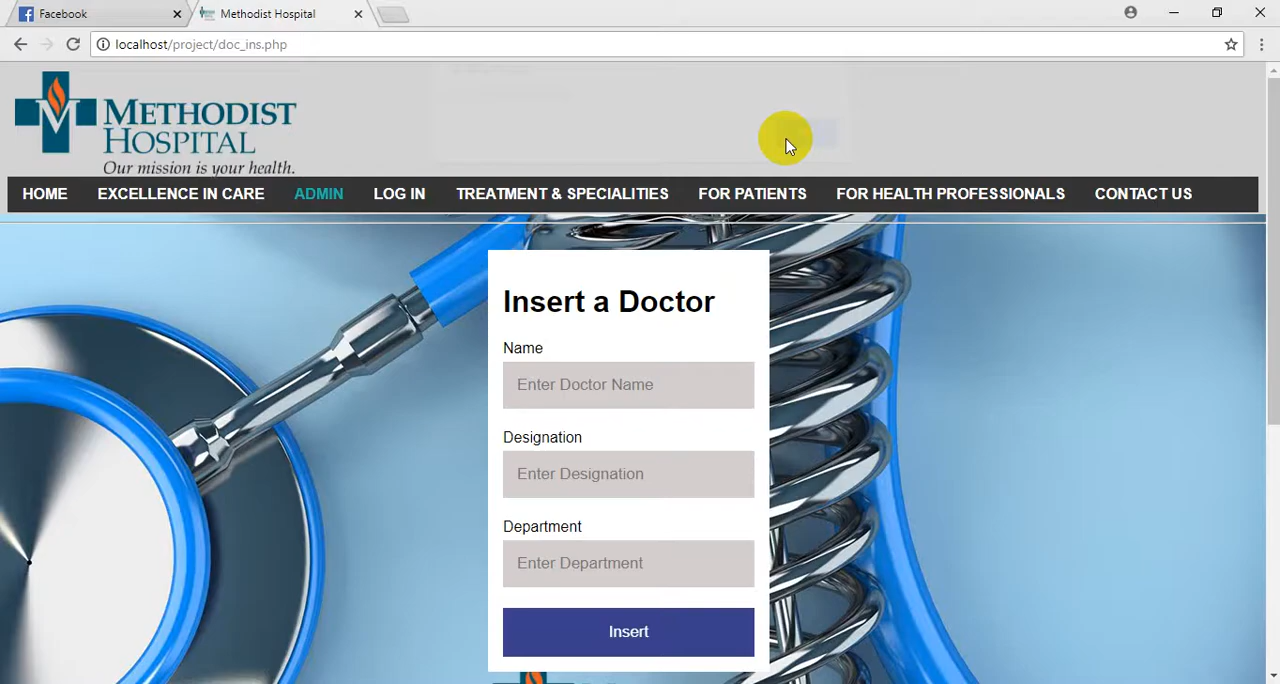 Facebook
Methodist Hospital
localhost/project/doc_ins.php
METHODIST
HOSPITAL
Our mission is your health.
HOME EXCELLENCE IN CARE ADMIN LOG IN TREATMENT & SPECIALITIES FOR PATIENTS FOR HEALTH PROFESSIONALS CONTACT US
Insert a Doctor
Name
Enter Doctor Name
Designation
Enter Designation
Department
Enter Department
Insert